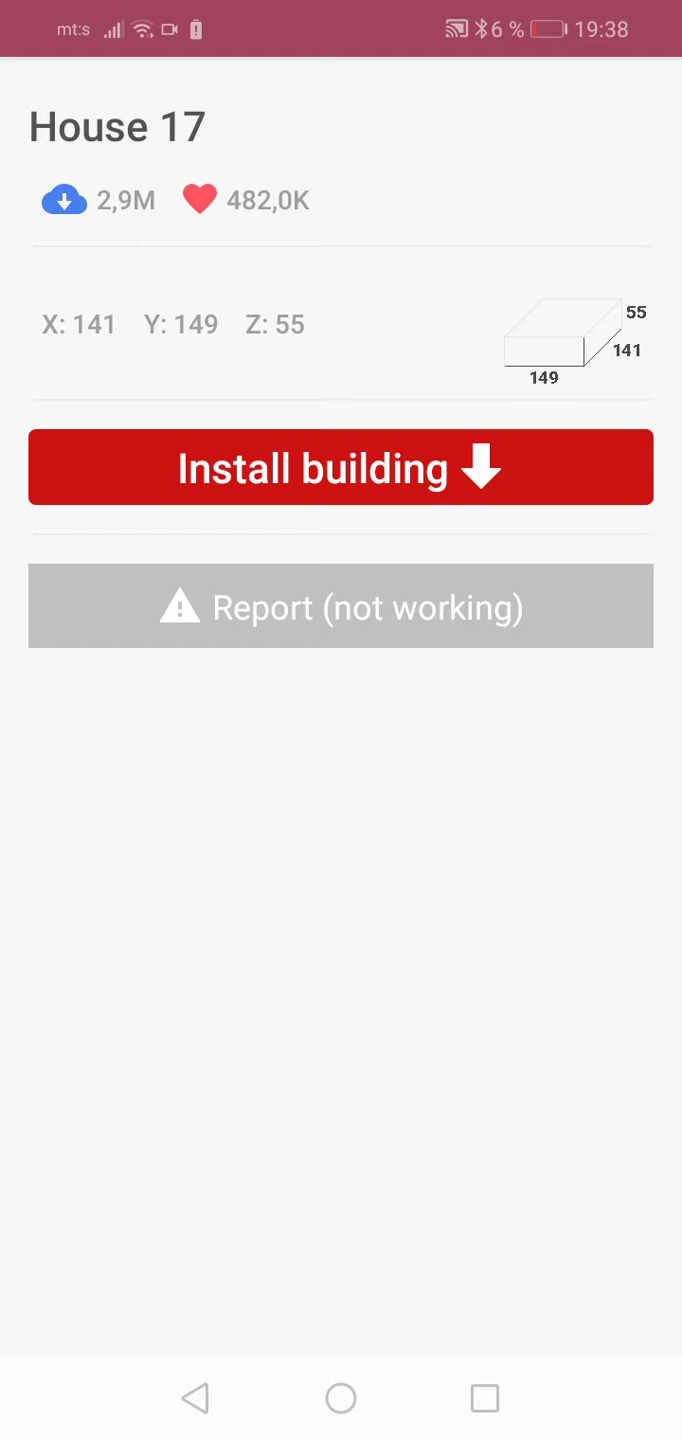 mt:s 6 % 19:38
House 17
2,9M 482,0K
X: 141 Y: 149 Z: 55
55
141
149
Install building
Report (not working)